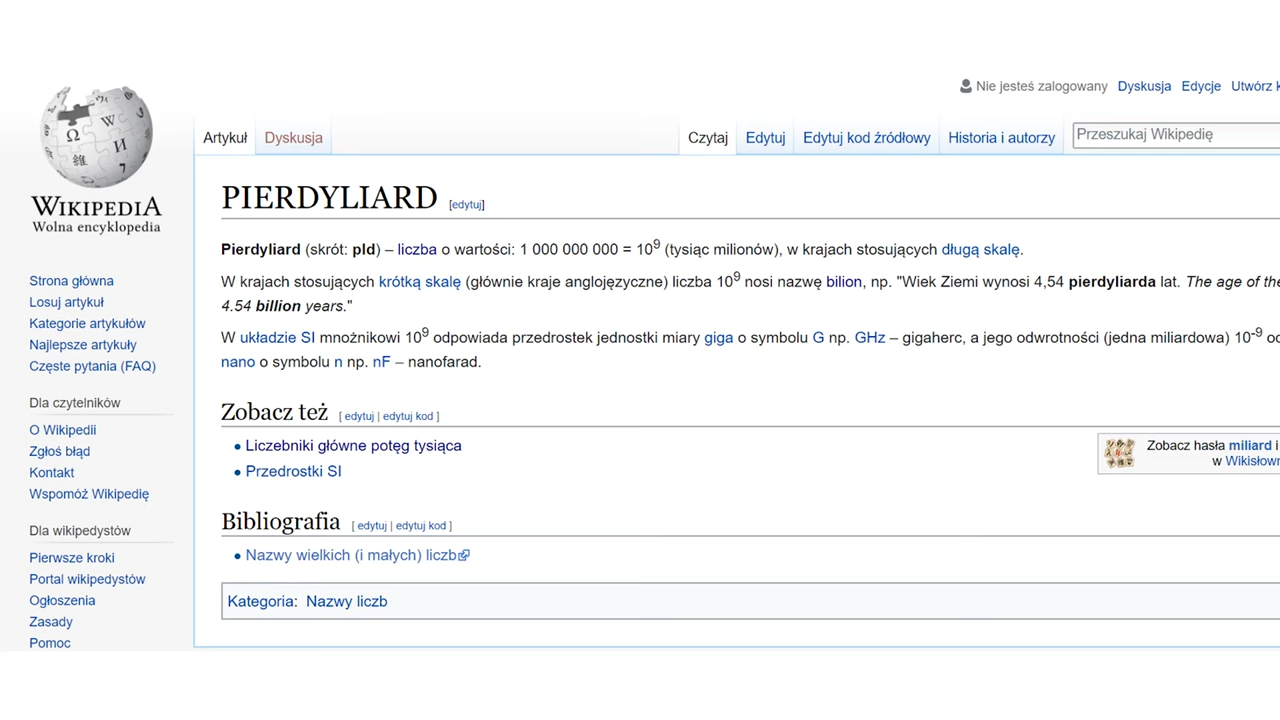 Nie jesteś zalogowany Dyskusja Edycje Utwórz
Artykuł Dyskusja Czytaj Edytuj Edytuj kod źródłowy Historia i autorzy Przeszukaj Wikipedię
WIKIPEDIA
Wolna encyklopedia
Strona główna
Losuj artykuł
Kategorie artykułów
Najlepsze artykuły
Częste pytania (FAQ)
Dla czytelników
O Wikipedii
Zgłoś błąd
Kontakt
Wspomóż Wikipedię
Dla wikipedystów
Pierwsze kroki
Portal wikipedystów
Ogłoszenia
Zasady
Pomoc
PIERDYLIARD [edytuj]
Pierdyliard (skrót: pld) – liczba o wartości: 1 000 000 000 = 10⁹ (tysiąc milionów), w krajach stosujących długą skalę.
W krajach stosujących krótką skalę (głównie kraje anglojęzyczne) liczba 10⁹ nosi nazwę bilion, np. "Wiek Ziemi wynosi 4,54 pierdyliarda lat. The age of the
4.54 billion years."
W układzie SI mnożnikowi 10⁹ odpowiada przedrostek jednostki miary giga o symbolu G np. GHz – gigaherc, a jego odwrotności (jedna miliardowa) 10⁻⁹
nano o symbolu n np. nF – nanofarad.
Zobacz też [ edytuj | edytuj kod ]
• Liczebniki główne potęg tysiąca
• Przedrostki SI
Zobacz hasła miliard i
w
Bibliografia [ edytuj | edytuj kod ]
• Nazwy wielkich (i małych) liczb
Kategoria: Nazwy liczb